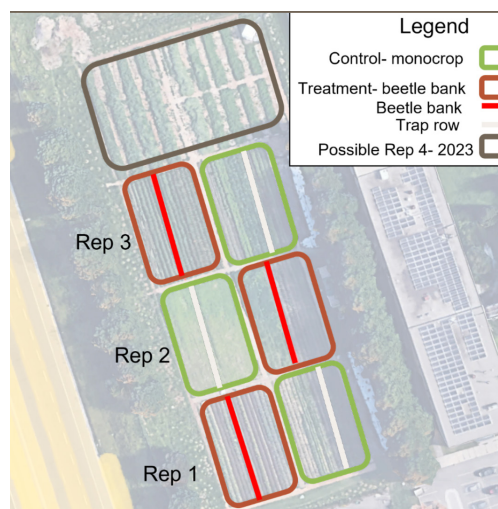 Legend
Control- monocrop
Treatment- beetle bank
Beetle bank
Trap row
Possible Rep 4- 2023
Rep 3
Rep 2
Rep 1